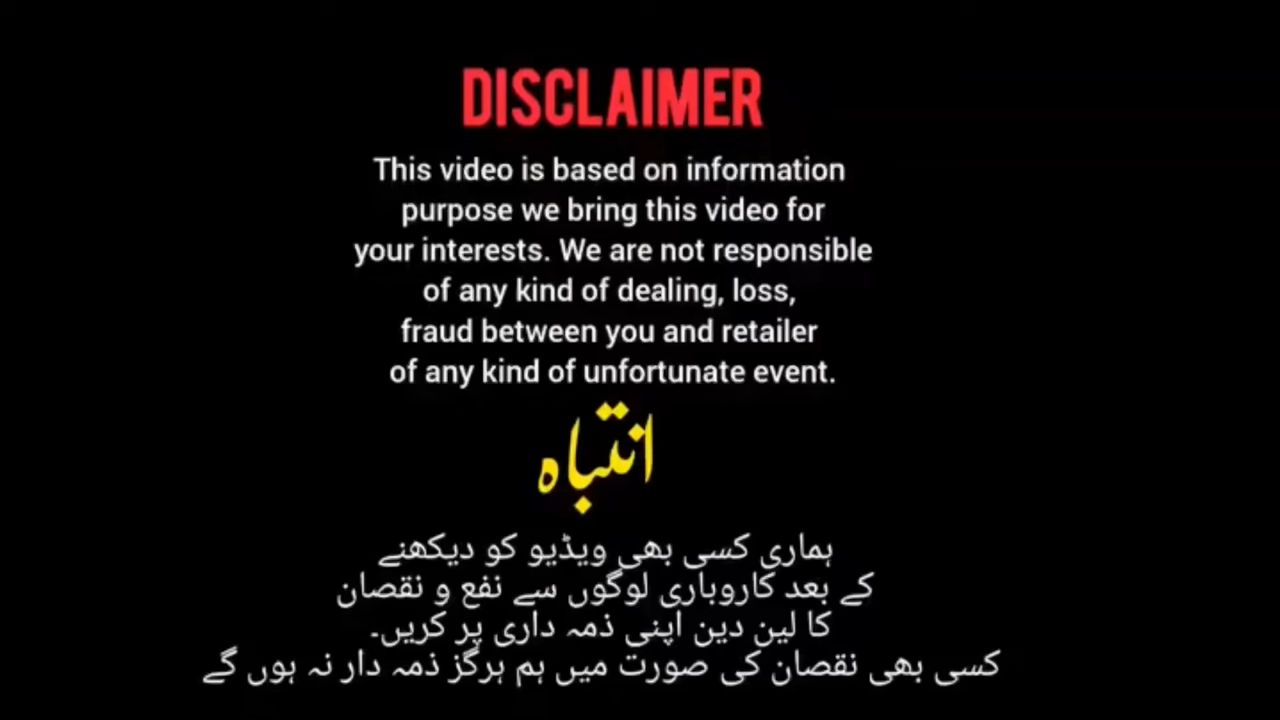 DISCLAIMER
This video is based on information
purpose we bring this video for
your interests. We are not responsible
of any kind of dealing, loss,
fraud between you and retailer
of any kind of unfortunate event.
انتباہ
ہماری کسی بھی ویڈیو کو دیکھنے
کے بعد کاروباری لوگوں سے نفع و نقصان
کا لین دین اپنی ذمہ داری پر کریں۔
کسی بھی نقصان کی صورت میں ہم ہرگز ذمہ دار نہ ہوں گے